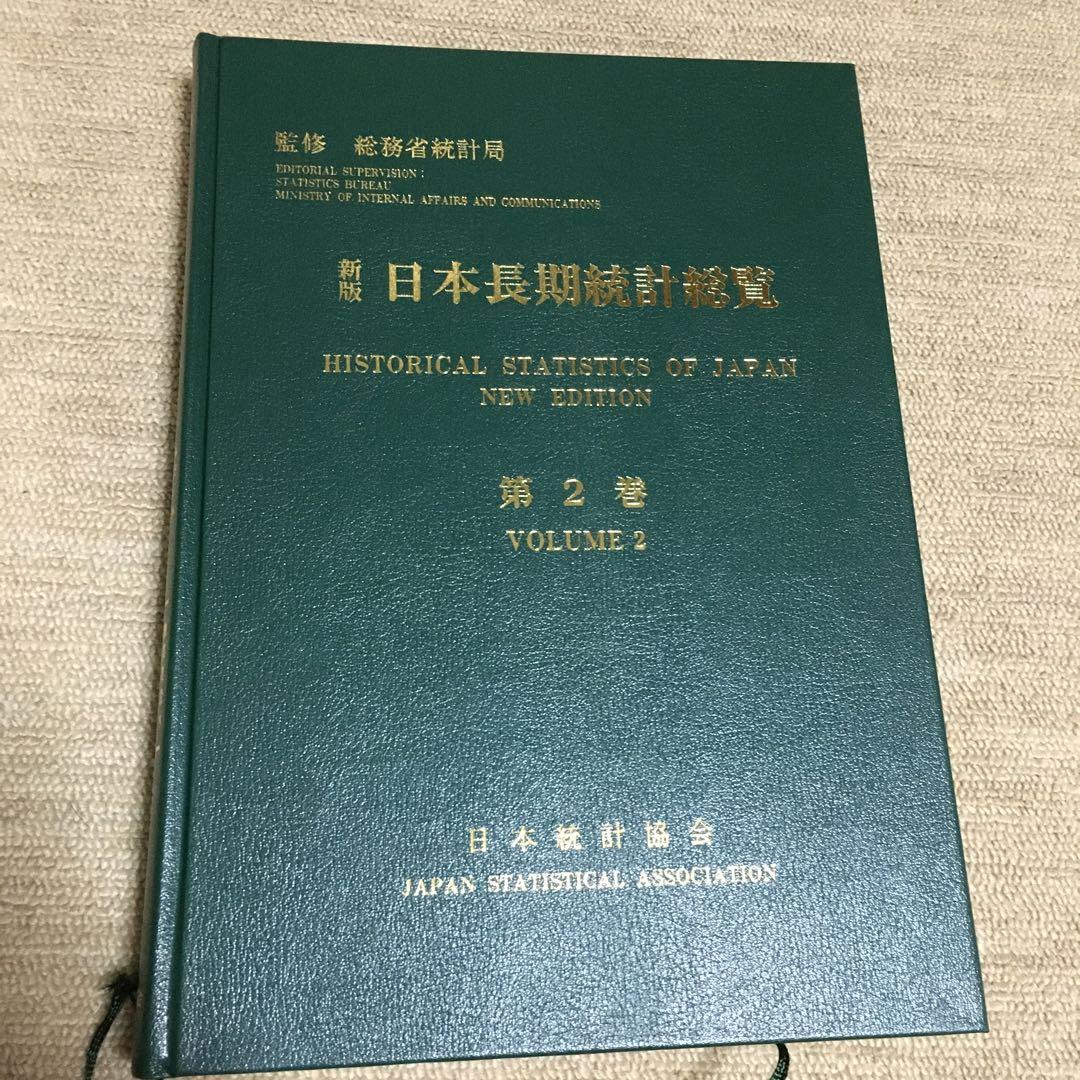 監修 総務省統計局
EDITORIAL SUPERVISION:
STATISTICS BUREAU
MINISTRY OF INTERNAL AFFAIRS AND COMMUNICATIONS
新版 日本長期統計総覧
HISTORICAL STATISTICS OF JAPAN
NEW EDITION
第2巻
VOLUME 2
日本統計協会
JAPAN STATISTICAL ASSOCIATION